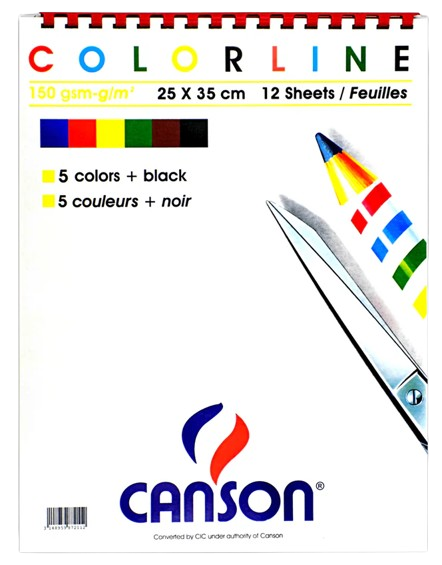 COLORLINE
150 gsm-g/m² 25 X 35 cm 12 Sheets / Feuilles
5 colors + black
5 couleurs + noir
CANSON®
Converted by CIC under authority of Canson